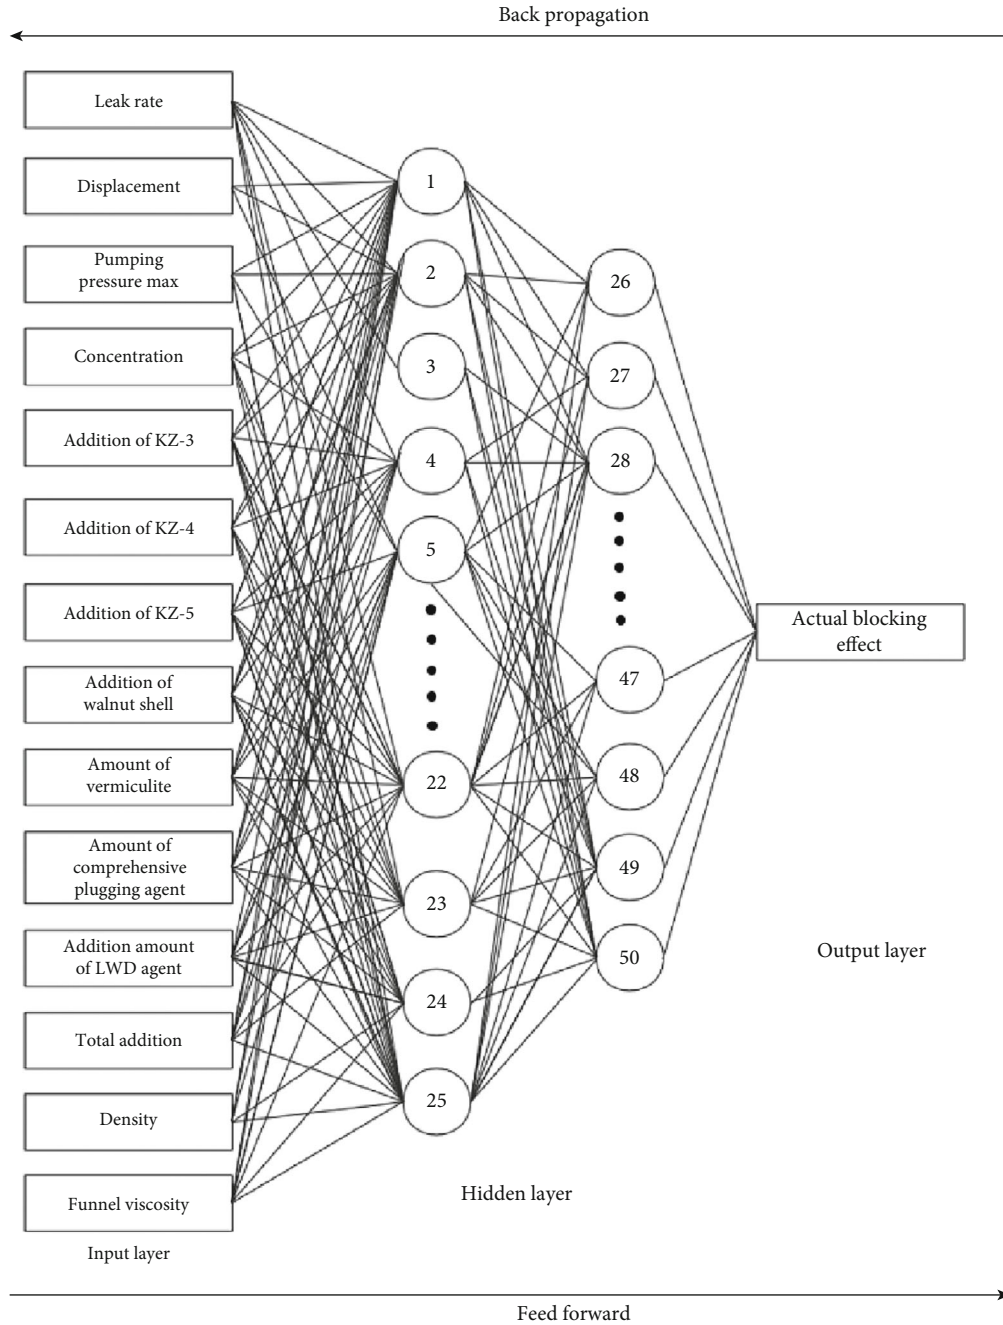 Back propagation
Leak rate
Displacement
Pumping
pressure max
Concentration
Addition of KZ-3
Addition of KZ-4
Addition of KZ-5
Addition of
walnut shell
Amount of
vermiculite
Amount of
comprehensive
plugging agent
Addition amount
of LWD agent
Total addition
Density
Funnel viscosity
Input layer
1
2
3
4
5
22
23
24
25
Hidden layer
26
27
28
47
48
49
50
Actual blocking
effect
Output layer
Feed forward